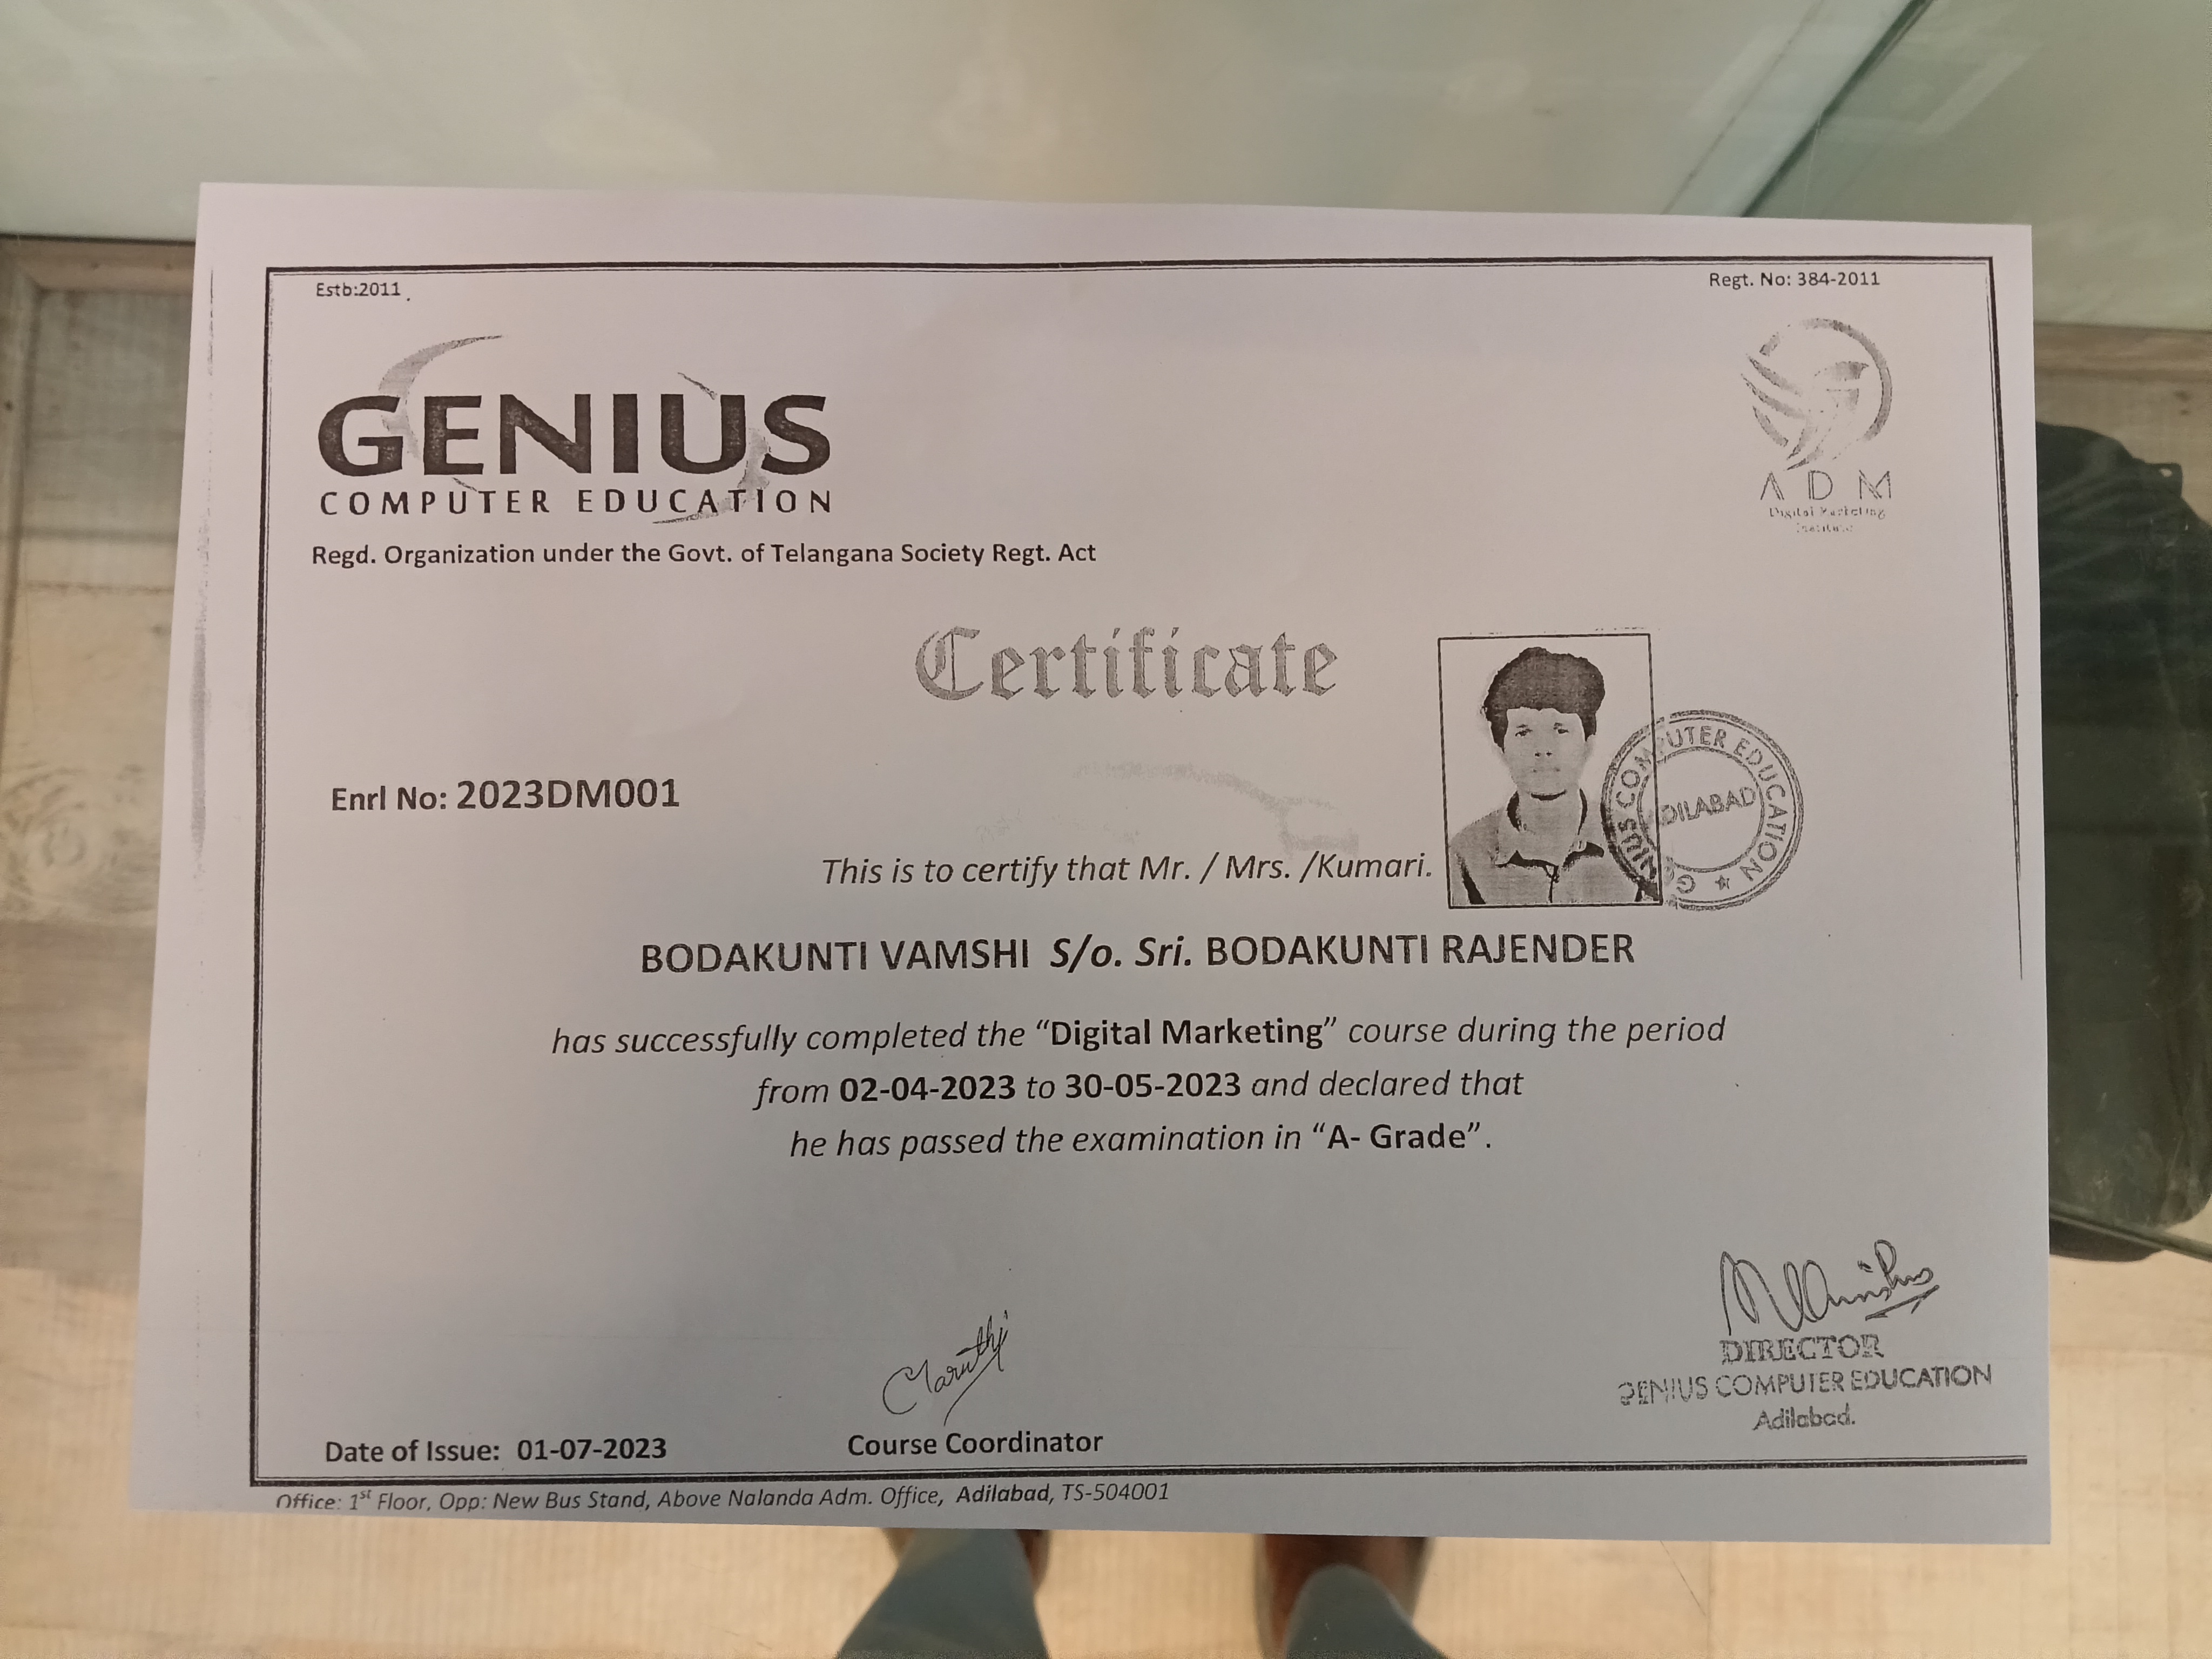 Estb:2011
Regt. No: 384-2011
GENIUS
COMPUTER EDUCATION
ADM
Digital Marketing
Institute
Regd. Organization under the Govt. of Telangana Society Regt. Act
Certificate
GENIUS COMPUTER EDUCATION
ADILABAD
Enrl No: 2023DM001
This is to certify that Mr. / Mrs. /Kumari.
BODAKUNTI VAMSHI S/o. Sri. BODAKUNTI RAJENDER
has successfully completed the “Digital Marketing” course during the period
from 02-04-2023 to 30-05-2023 and declared that
he has passed the examination in “A- Grade”.
Maruthi
DIRECTOR
GENIUS COMPUTER EDUCATION
Adilabad.
Date of Issue: 01-07-2023
Course Coordinator
Office: 1st Floor, Opp: New Bus Stand, Above Nalanda Adm. Office, Adilabad, TS-504001